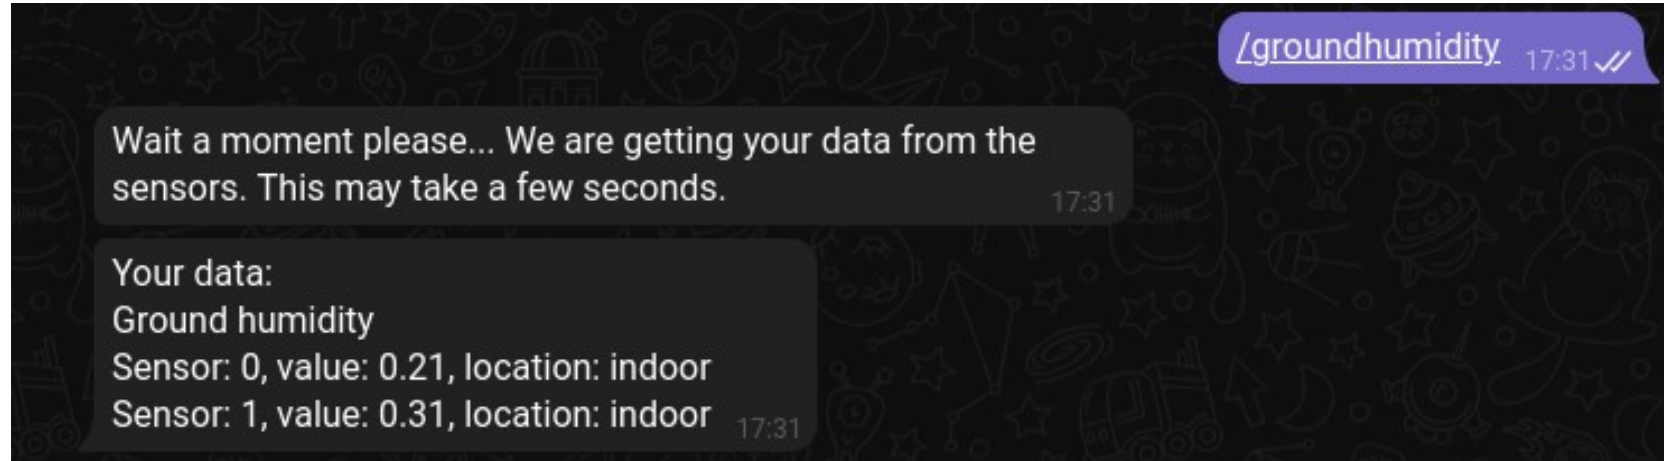 /groundhumidity 17:31
Wait a moment please... We are getting your data from the
sensors. This may take a few seconds. 17:31
Your data:
Ground humidity
Sensor: 0, value: 0.21, location: indoor
Sensor: 1, value: 0.31, location: indoor 17:31